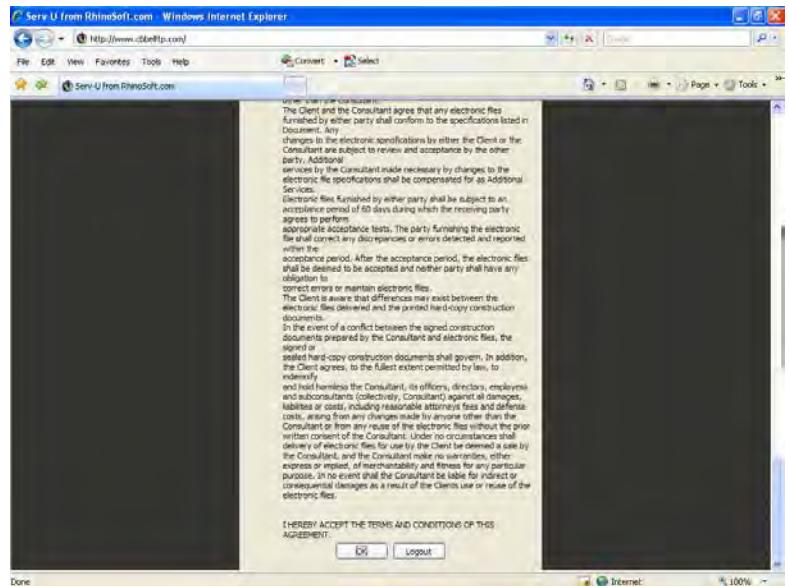 Serv-U from RhinoSoft.com - Windows Internet Explorer
http://www.cbbelftp.com/
File Edit View Favorites Tools Help
Convert Select
Serv-U from RhinoSoft.com
Page Tools
other than the Consultant.
The Client and the Consultant agree that any electronic files
furnished by either party shall conform to the specifications listed in
Document. Any
changes to the electronic specifications by either the Client or the
Consultant are subject to review and acceptance by the other
party. Additional
services by the Consultant made necessary by changes to the
electronic file specifications shall be compensated for as Additional
Services.
Electronic files furnished by either party shall be subject to an
acceptance period of 60 days during which the receiving party
agrees to perform
appropriate acceptance tests. The party furnishing the electronic
file shall correct any discrepancies or errors detected and reported
within the
acceptance period. After the acceptance period, the electronic files
shall be deemed to be accepted and neither party shall have any
obligation to
correct errors or maintain electronic files.
The Client is aware that differences may exist between the
electronic files delivered and the printed hard-copy construction
documents.
In the event of a conflict between the signed construction
documents prepared by the Consultant and electronic files, the
signed or
sealed hard-copy construction documents shall govern. In addition,
the Client agrees, to the fullest extent permitted by law, to
indemnify
and hold harmless the Consultant, its officers, directors, employees
and subconsultants (collectively, Consultant) against all damages,
liabilities or costs, including reasonable attorneys fees and defense
costs, arising from any changes made by anyone other than the
Consultant or from any reuse of the electronic files without the prior
written consent of the Consultant. Under no circumstances shall
delivery of electronic files for use by the Client be deemed a sale by
the Consultant, and the Consultant make no warranties, either
express or implied, of merchantability and fitness for any particular
purpose. In no event shall the Consultant be liable for indirect or
consequential damages as a result of the Clients use or reuse of the
electronic files.
I HEREBY ACCEPT THE TERMS AND CONDITIONS OF THIS
AGREEMENT.
OK Logout
Done Internet 100%